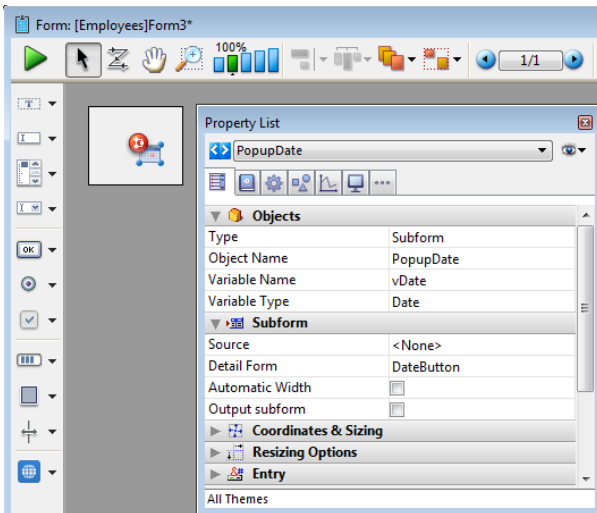 Form: [Employees]Form3*
100%
1/1
Property List
PopupDate
Objects
Type Subform
Object Name PopupDate
Variable Name vDate
Variable Type Date
Subform
Source <None>
Detail Form DateButton
Automatic Width
Output subform
Coordinates & Sizing
Resizing Options
Entry
All Themes
OK